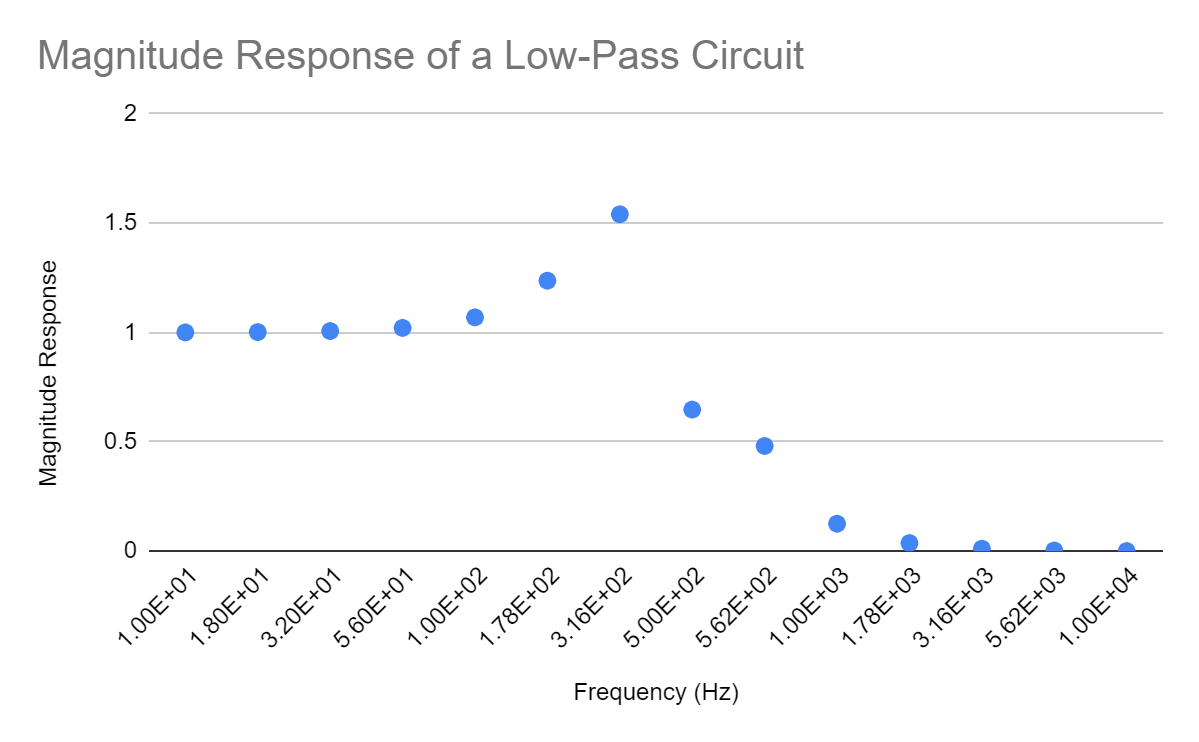 Magnitude Response of a Low-Pass Circuit
Magnitude Response
2
1.5
1
0.5
0
1.00E+01
1.80E+01
3.20E+01
5.60E+01
1.00E+02
1.78E+02
3.16E+02
5.00E+02
5.62E+02
1.00E+03
1.78E+03
3.16E+03
5.62E+03
1.00E+04
Frequency (Hz)